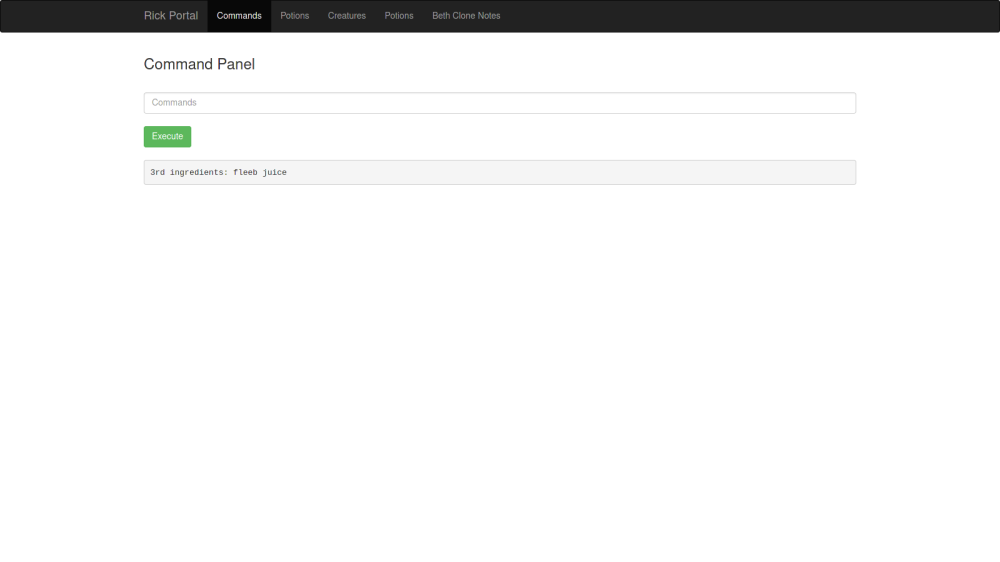 Rick Portal Commands Potions Creatures Potions Beth Clone Notes
Command Panel
Commands
Execute
3rd ingredients: fleeb juice